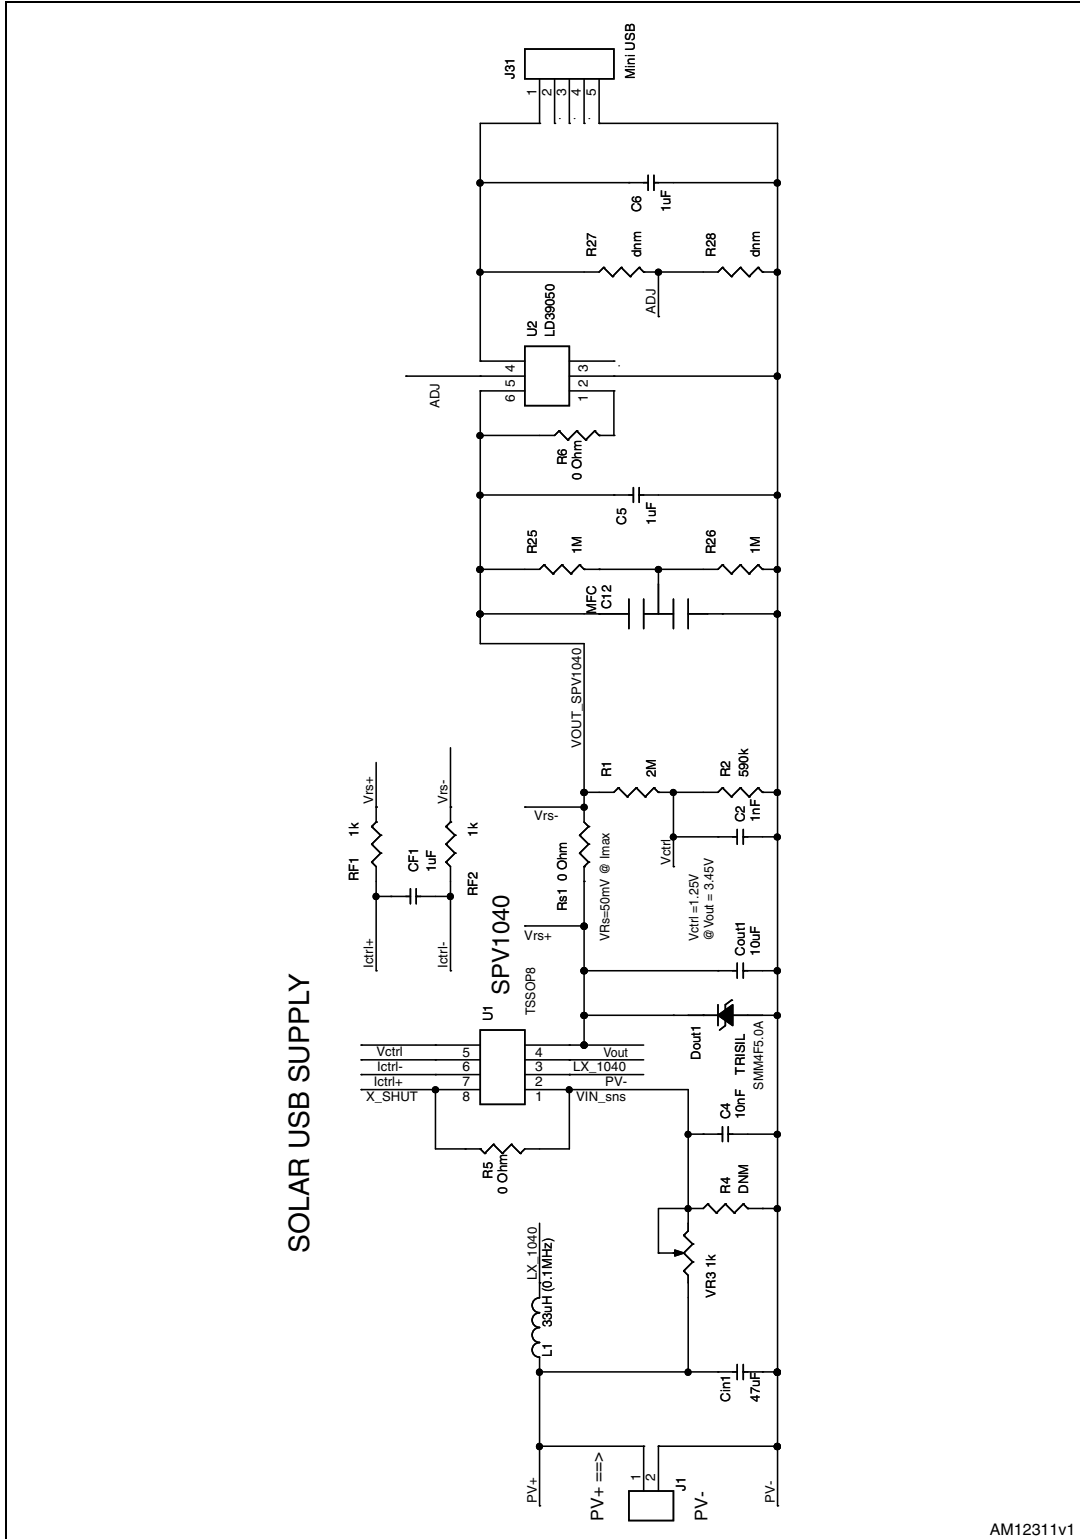 SOLAR USB SUPPLY
PV+
PV+ ==>
1
2
J1
PV-
PV-
L1
33uH (0.1MHz)
LX_1040
Cin1
47uF
VR3 1k
R4
DNM
C4
10nF
R5
0 Ohm
X_SHUT
Ictrl+
Ictrl-
Vctrl
8
7
6
5
1
2
3
4
VIN_sns
PV-
LX_1040
Vout
U1
SPV1040
TSSOP8
Dout1
TRISIL
SMM4F5.0A
Cout1
10uF
Ictrl+
Ictrl-
RF1
1k
CF1
1uF
RF2
1k
Vrs+
Vrs-
Vrs+
Rs1 0 Ohm
VRs=50mV @ Imax
Vrs-
Vctrl =1.25V
@Vout = 3.45V
Vctrl
C2
1nF
R1
2M
R2
590k
VOUT_SPV1040
MFC
C12
R25
1M
R26
1M
C5
1uF
R6
0 Ohm
ADJ
6
5
4
1
2
3
U2
LD39050
ADJ
R27
dnm
R28
dnm
C6
1uF
1
2
3
4
5
J31
Mini USB
AM12311v1